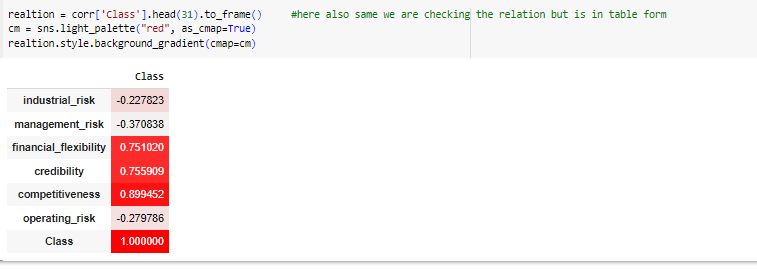 realtion = corr['Class'].head(31).to_frame()     #here also same we are checking the relation but is in table form
cm = sns.light_palette("red", as_cmap=True)
realtion.style.background_gradient(cmap=cm)
Class
industrial_risk -0.227823
management_risk -0.370838
financial_flexibility 0.751020
credibility 0.755909
competitiveness 0.899452
operating_risk -0.279786
Class 1.000000